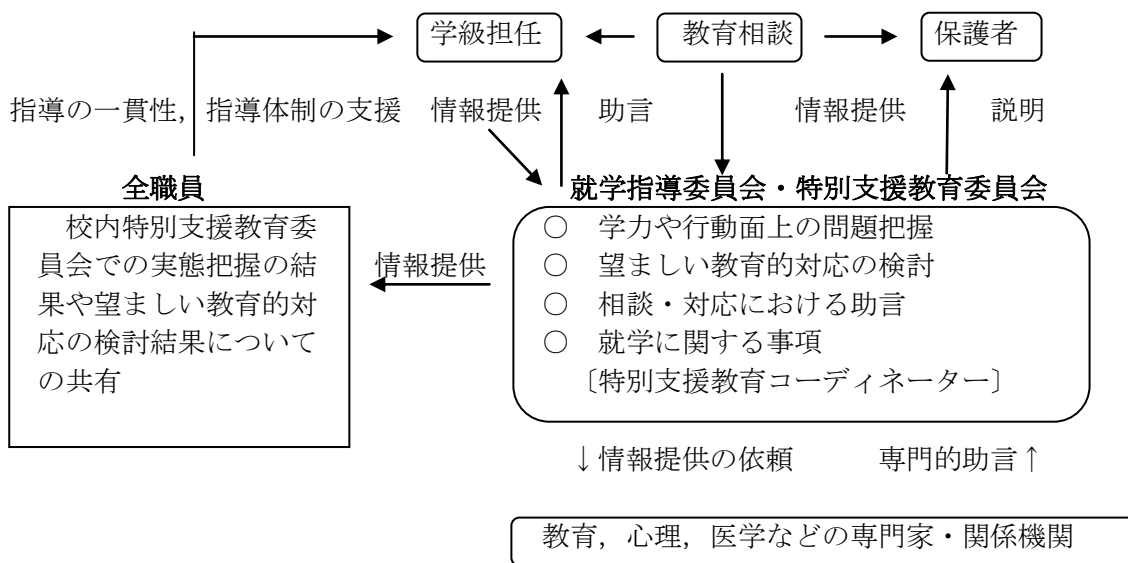 学級担任 教育相談 保護者
指導の一貫性，指導体制の支援 情報提供 助言 情報提供 説明
全職員
校内特別支援教育委
員会での実態把握の結
果や望ましい教育的対
応の検討結果について
の共有
情報提供
就学指導委員会・特別支援教育委員会
○ 学力や行動面上の問題把握
○ 望ましい教育的対応の検討
○ 相談・対応における助言
○ 就学に関する事項
〔特別支援教育コーディネーター〕
↓情報提供の依頼 専門的助言↑
教育，心理，医学などの専門家・関係機関